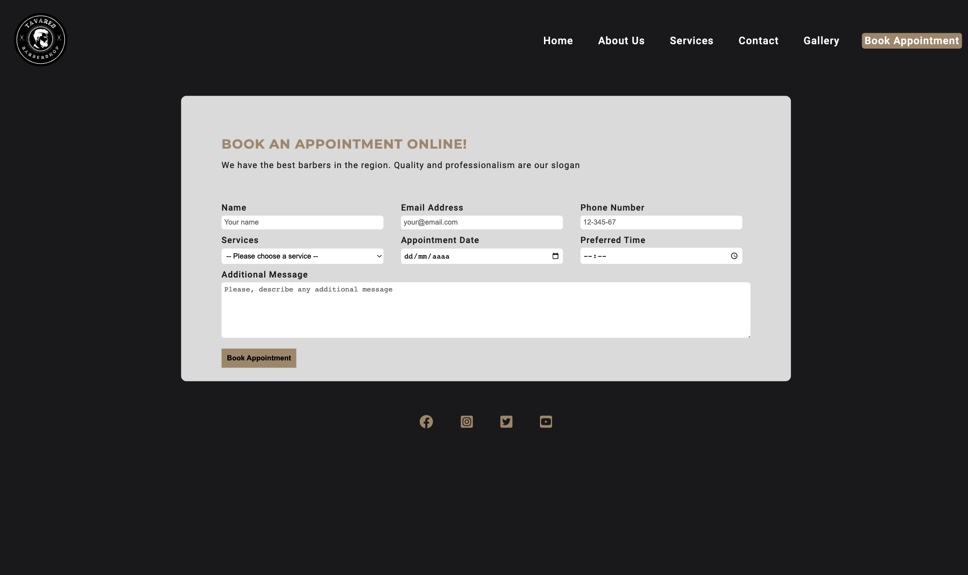 TAVARED
BARBERSHOP
Home About Us Services Contact Gallery Book Appointment
BOOK AN APPOINTMENT ONLINE!
We have the best barbers in the region. Quality and professionalism are our slogan
Name Email Address Phone Number
Your name your@email.com 12-345-67
Services Appointment Date Preferred Time
-- Please choose a service -- dd/mm/aaaa --:--
Additional Message
Please, describe any additional message
Book Appointment